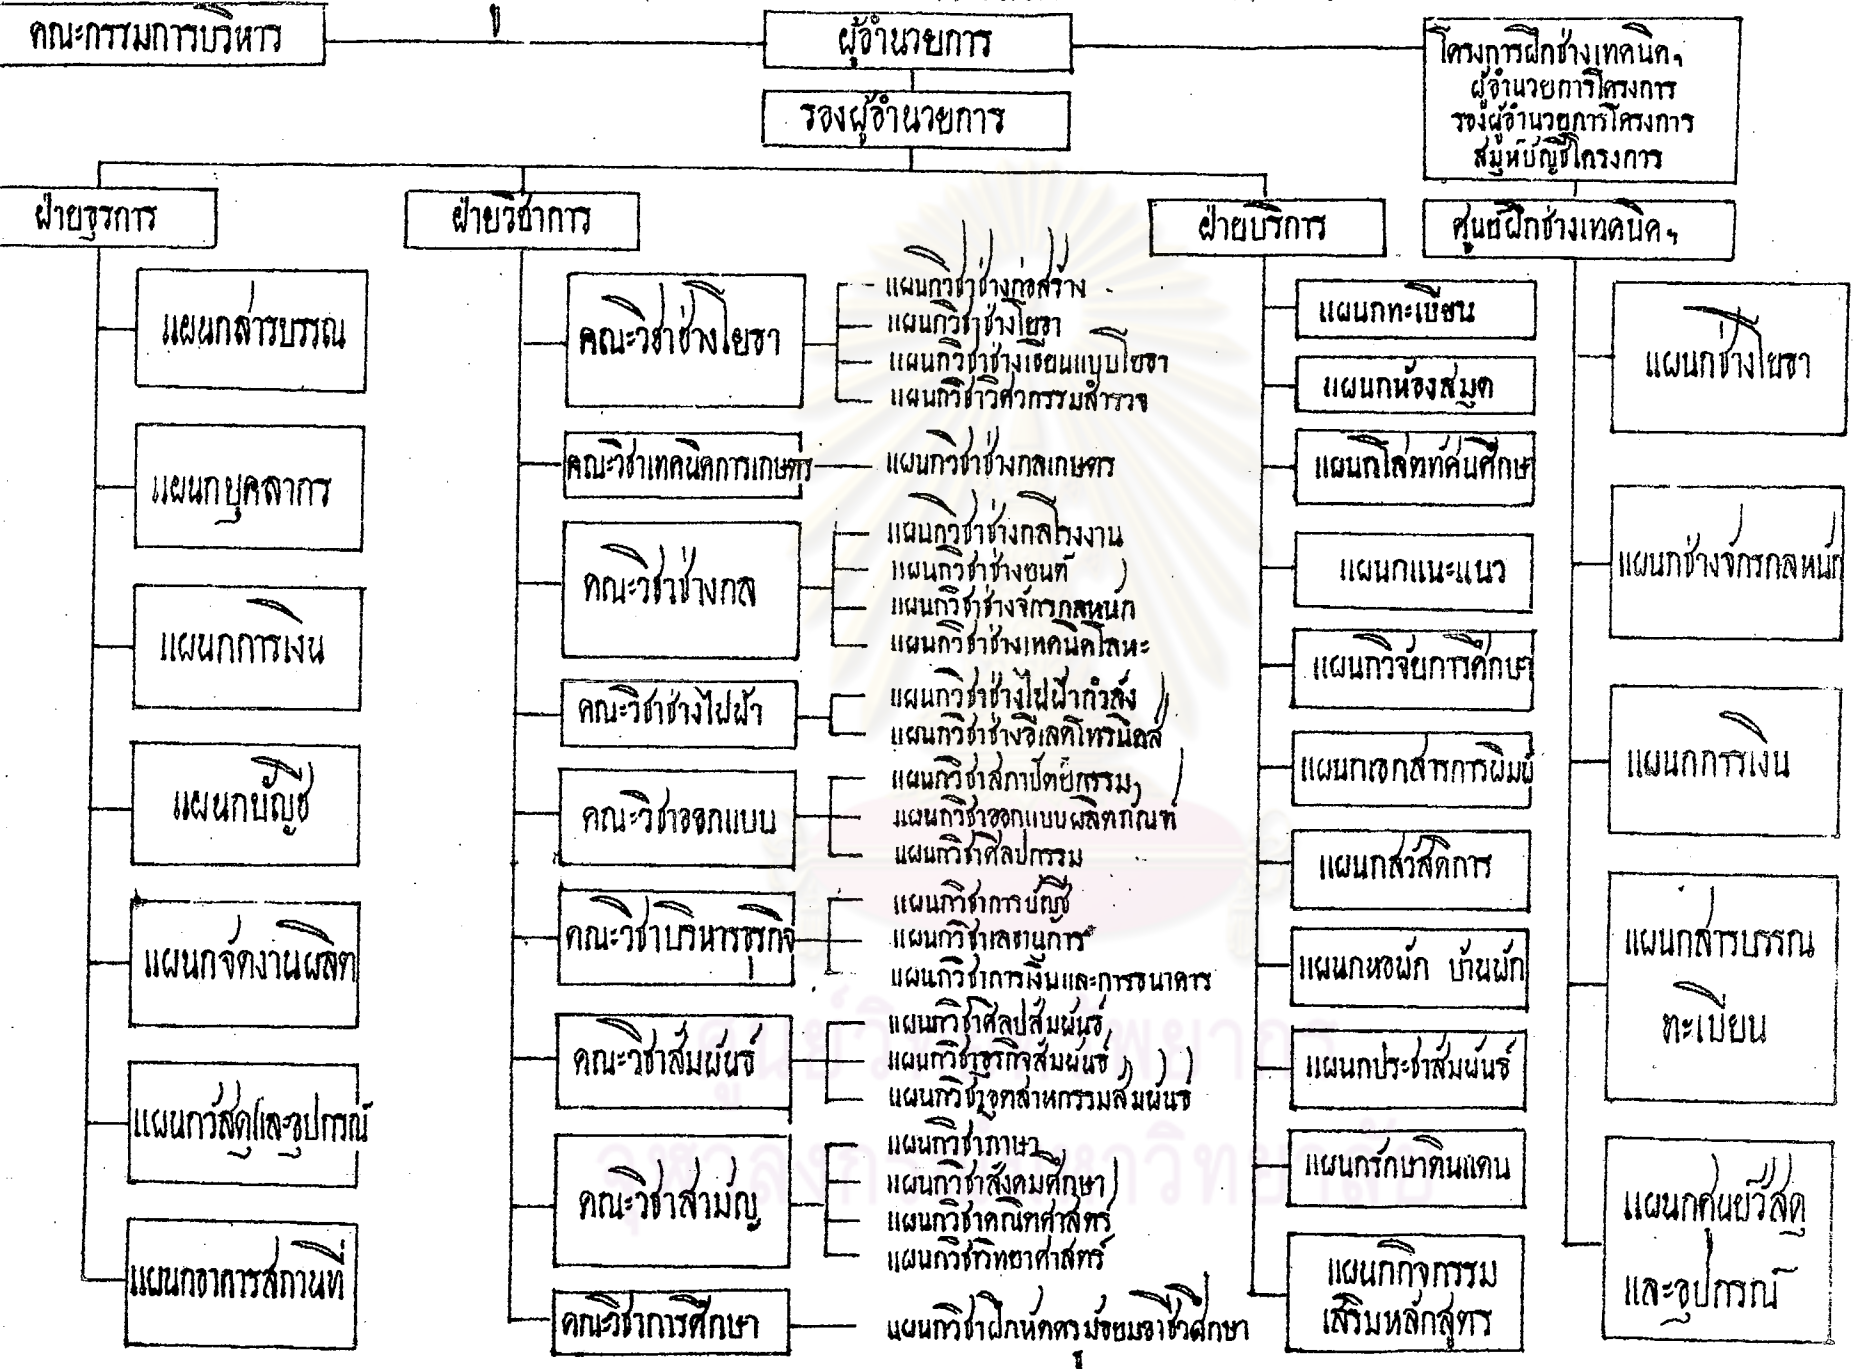 คณะกรรมการบริหาร
ผู้อำนวยการ
โครงการฝึกช่างเทคนิคฯ
ผู้อำนวยการโครงการ
รองผู้อำนวยการโครงการ
สมุห์บัญชีโครงการ
รองผู้อำนวยการ
ฝ่ายธุรการ
ฝ่ายวิชาการ
ฝ่ายบริการ
ศูนย์ฝึกช่างเทคนิคฯ
แผนกสารบรรณ
แผนกบุคลากร
แผนกการเงิน
แผนกบัญชี
แผนกจัดงานผลิต
แผนกวัสดุและอุปกรณ์
แผนกอาคารสถานที่
คณะวิชาช่างโยธา
แผนกวิชาช่างก่อสร้าง
แผนกวิชาช่างโยธา
แผนกวิชาช่างเขียนแบบโยธา
แผนกวิชาวิศวกรรมสำรวจ
คณะวิชาเทคนิคการเกษตร
แผนกวิชาช่างกลเกษตร
คณะวิชาช่างกล
แผนกวิชาช่างกลโรงงาน
แผนกวิชาช่างยนต์
แผนกวิชาช่างจักรกลหนัก
แผนกวิชาช่างเทคนิคโลหะ
คณะวิชาช่างไฟฟ้า
แผนกวิชาช่างไฟฟ้ากำลัง
แผนกวิชาช่างอีเลคโทรนิคส์
คณะวิชาออกแบบ
แผนกวิชาสถาปัตย์กรรม
แผนกวิชาออกแบบผลิตภัณฑ์
แผนกวิชาศิลปกรรม
คณะวิชาบริหารธุรกิจ
แผนกวิชาการบัญชี
แผนกวิชาเลขานุการ
แผนกวิชาการเงินและการธนาคาร
คณะวิชาสัมพันธ์
แผนกวิชาศิลปสัมพันธ์
แผนกวิชาธุรกิจสัมพันธ์
แผนกวิชาอุตสาหกรรมสัมพันธ์
คณะวิชาสามัญ
แผนกวิชาภาษา
แผนกวิชาสังคมศึกษา
แผนกวิชาคณิตศาสตร์
แผนกวิชาวิทยาศาสตร์
คณะวิชาการศึกษา
แผนกวิชาฝึกหัดครูมัธยมอาชีวศึกษา
แผนกทะเบียน
แผนกห้องสมุด
แผนกโสตทัศนศึกษา
แผนกแนะแนว
แผนกวิจัยการศึกษา
แผนกเอกสารการพิมพ์
แผนกสวัสดิการ
แผนกหอพัก บ้านพัก
แผนกประชาสัมพันธ์
แผนกรักษาดินแดน
แผนกกิจกรรม
เสริมหลักสูตร
แผนกช่างโยธา
แผนกช่างจักรกลหนัก
แผนกการเงิน
แผนกสารบรรณ
ทะเบียน
แผนกศูนย์วัสดุ
และอุปกรณ์
ศูนย์วิทยทรัพยากร
จุฬาลงกรณ์มหาวิทยาลัย